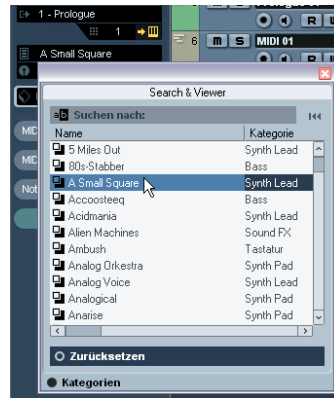 1 - Prologue
1
A Small Square
6 m S MIDI 01
Search & Viewer
Suchen nach:
Name Kategorie
5 Miles Out Synth Lead
80s-Stabber Bass
A Small Square Synth Lead
Accoosteeq Bass
Acidmania Synth Lead
Alien Machines Sound FX
Ambush Tastatur
Analog Orkestra Synth Pad
Analog Voice Synth Lead
Analogical Synth Pad
Anarise Synth Pad
Zurücksetzen
Kategorien